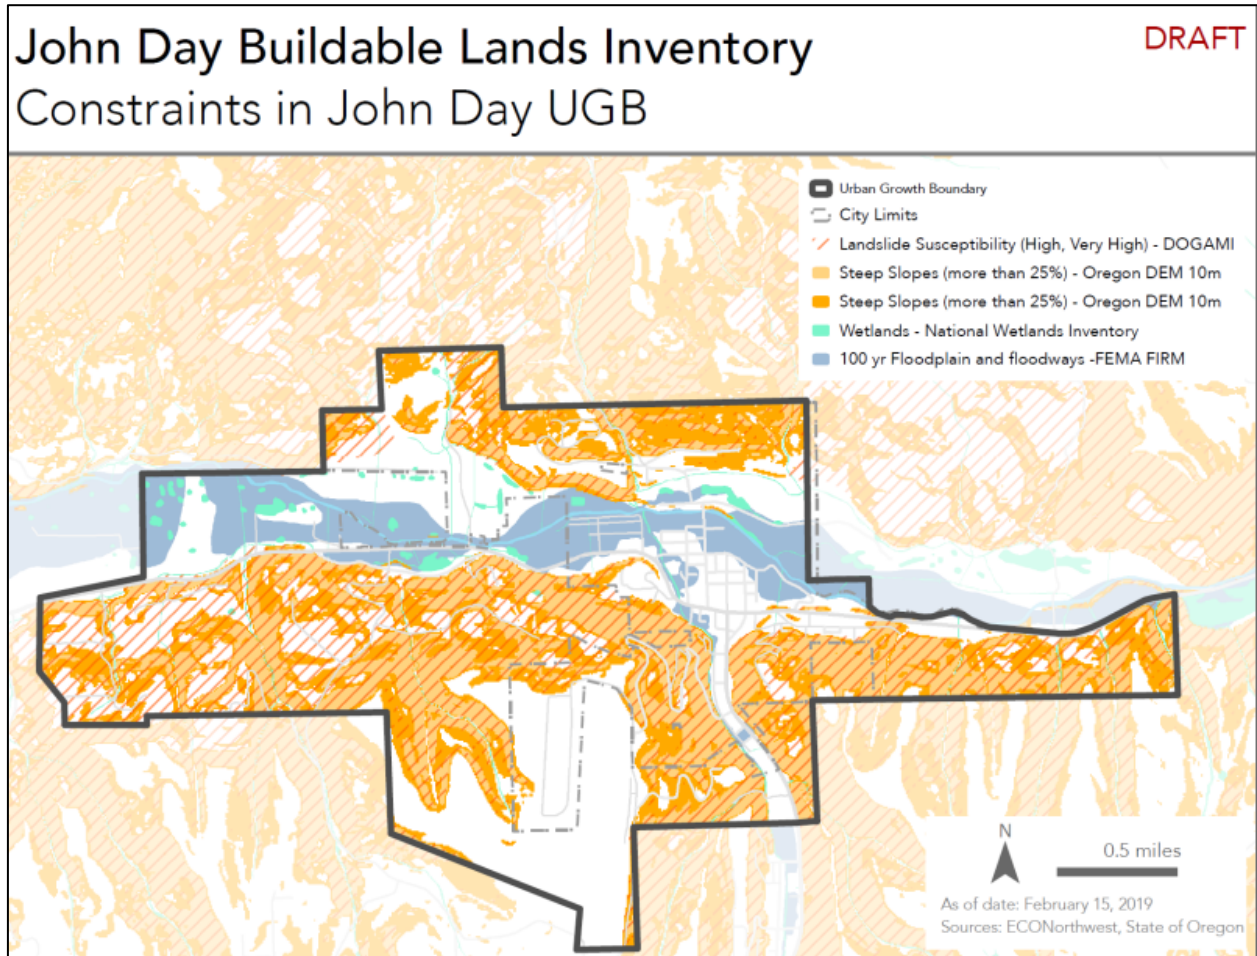 John Day Buildable Lands Inventory
DRAFT
Constraints in John Day UGB
Urban Growth Boundary
City Limits
Landslide Susceptibility (High, Very High) - DOGAMI
Steep Slopes (more than 25%) - Oregon DEM 10m
Steep Slopes (more than 25%) - Oregon DEM 10m
Wetlands - National Wetlands Inventory
100 yr Floodplain and floodways -FEMA FIRM
N
0.5 miles
As of date: February 15, 2019
Sources: ECONorthwest, State of Oregon